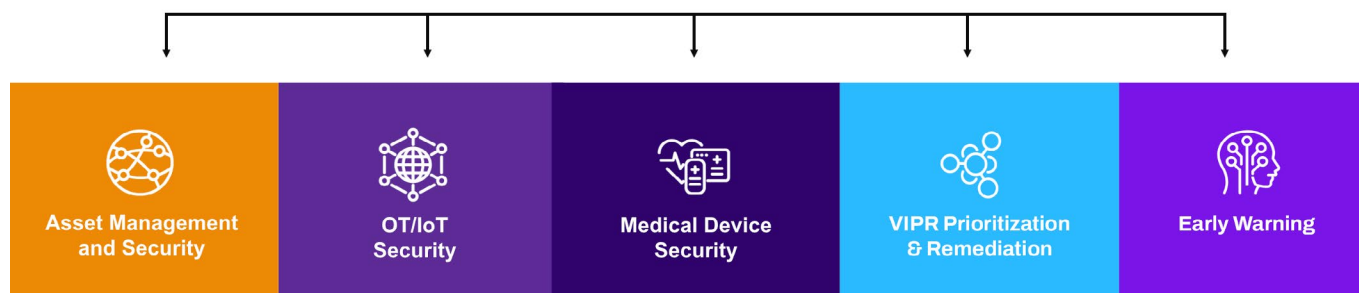 Asset Management
and Security
OT/IoT
Security
Medical Device
Security
VIPR Prioritization
& Remediation
Early Warning